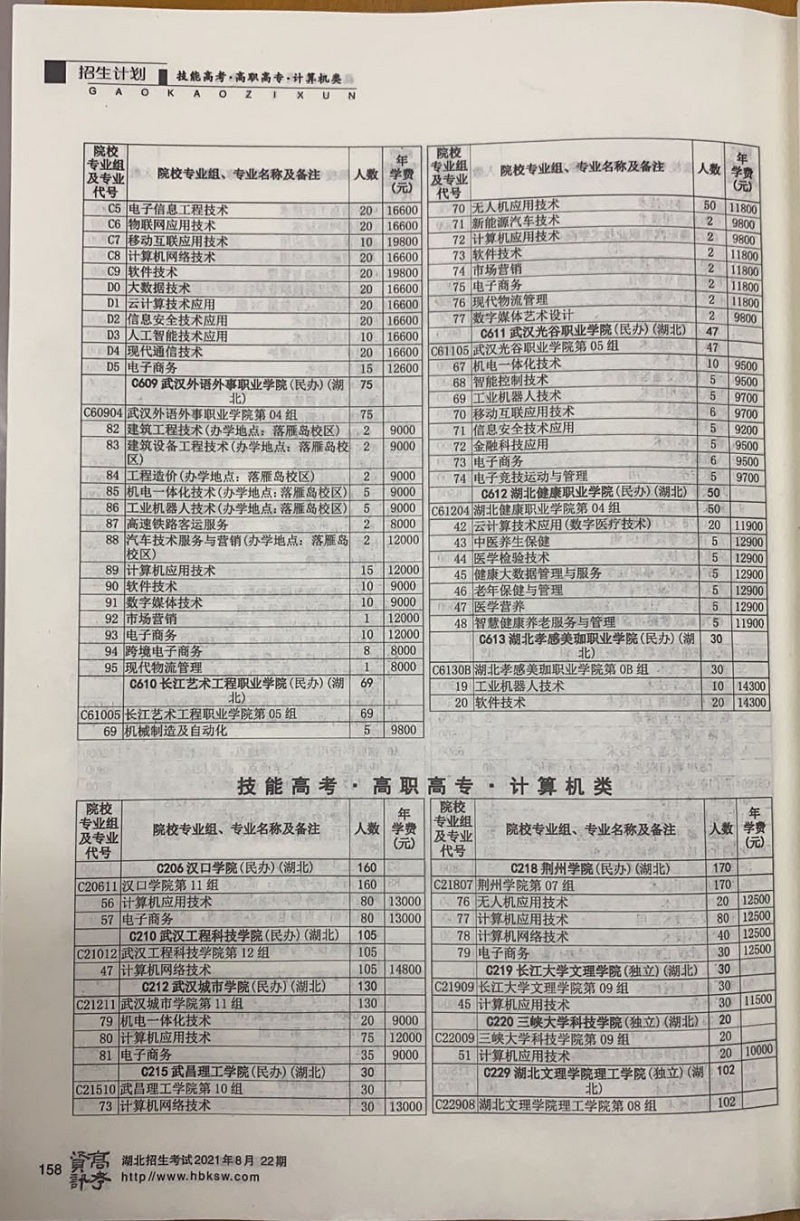 招生计划 技能高考·高职高专·计算机类
GAOKAOZIXUN
院校专业组及专业代号 院校专业组、专业名称及备注 人数 年学费(元)
C5 电子信息工程技术 20 16600
C6 物联网应用技术 20 16600
C7 移动互联应用技术 10 19800
C8 计算机网络技术 20 16600
C9 软件技术 20 19800
D0 大数据技术 20 16600
D1 云计算技术应用 20 16600
D2 信息安全技术应用 20 16600
D3 人工智能技术应用 10 16600
D4 现代通信技术 20 16600
D5 电子商务 15 12600
C609 武汉外语外事职业学院(民办)(湖北) 75
C60904 武汉外语外事职业学院第04组 75
82 建筑工程技术(办学地点：落雁岛校区) 2 9000
83 建筑设备工程技术(办学地点：落雁岛校区) 2 9000
84 工程造价(办学地点：落雁岛校区) 2 9000
85 机电一体化技术(办学地点：落雁岛校区) 5 9000
86 工业机器人技术(办学地点：落雁岛校区) 5 9000
87 高速铁路客运服务 2 8000
88 汽车技术服务与营销(办学地点：落雁岛校区) 2 12000
89 计算机应用技术 15 12000
90 软件技术 10 9000
91 数字媒体技术 10 9000
92 市场营销 1 12000
93 电子商务 10 12000
94 跨境电子商务 8 8000
95 现代物流管理 1 8000
C610 长江艺术工程职业学院(民办)(湖北) 69
C61005 长江艺术工程职业学院第05组 69
69 机械制造及自动化 5 9800
院校专业组及专业代号 院校专业组、专业名称及备注 人数 年学费(元)
70 无人机应用技术 50 11800
71 新能源汽车技术 2 9800
72 计算机应用技术 2 9800
73 软件技术 2 11800
74 市场营销 2 11800
75 电子商务 2 11800
76 现代物流管理 2 11800
77 数字媒体艺术设计 2 9800
C611 武汉光谷职业学院(民办)(湖北) 47
C61105 武汉光谷职业学院第05组 47
67 机电一体化技术 10 9500
68 智能控制技术 5 9500
69 工业机器人技术 5 9700
70 移动互联应用技术 6 9700
71 信息安全技术应用 5 9200
72 金融科技应用 5 9500
73 电子商务 6 9500
74 电子竞技运动与管理 5 9700
C612 湖北健康职业学院(民办)(湖北) 50
C61204 湖北健康职业学院第04组 50
42 云计算技术应用(数字医疗技术) 20 11900
43 中医养生保健 5 12900
44 医学检验技术 5 12900
45 健康大数据管理与服务 5 12900
46 老年保健与管理 5 12900
47 医学营养 5 12900
48 智慧健康养老服务与管理 5 11900
C613 湖北孝感美珈职业学院(民办)(湖北) 30
C6130B 湖北孝感美珈职业学院第0B组 30
19 工业机器人技术 10 14300
20 软件技术 20 14300
技能高考·高职高专·计算机类
院校专业组及专业代号 院校专业组、专业名称及备注 人数 年学费(元)
C206 汉口学院(民办)(湖北) 160
C20611 汉口学院第11组 160
56 计算机应用技术 80 13000
57 电子商务 80 13000
C210 武汉工程科技学院(民办)(湖北) 105
C21012 武汉工程科技学院第12组 105
47 计算机网络技术 105 14800
C212 武汉城市学院(民办)(湖北) 130
C21211 武汉城市学院第11组 130
79 机电一体化技术 20 9000
80 计算机应用技术 75 12000
81 电子商务 35 9000
C215 武昌理工学院(民办)(湖北) 30
C21510 武昌理工学院第10组 30
73 计算机网络技术 30 13000
院校专业组及专业代号 院校专业组、专业名称及备注 人数 年学费(元)
C218 荆州学院(民办)(湖北) 170
C21807 荆州学院第07组 170
76 无人机应用技术 20 12500
77 计算机应用技术 80 12500
78 计算机网络技术 40 12500
79 电子商务 30 12500
C219 长江大学文理学院(独立)(湖北) 30
C21909 长江大学文理学院第09组 30
45 计算机应用技术 30 11500
C220 三峡大学科技学院(独立)(湖北) 20
C22009 三峡大学科技学院第09组 20
51 计算机应用技术 20 10000
C229 湖北文理学院理工学院(独立)(湖北) 102
C22908 湖北文理学院理工学院第08组 102
158 高考資訊 湖北招生考试2021年8月 22期
http://www.hbksw.com